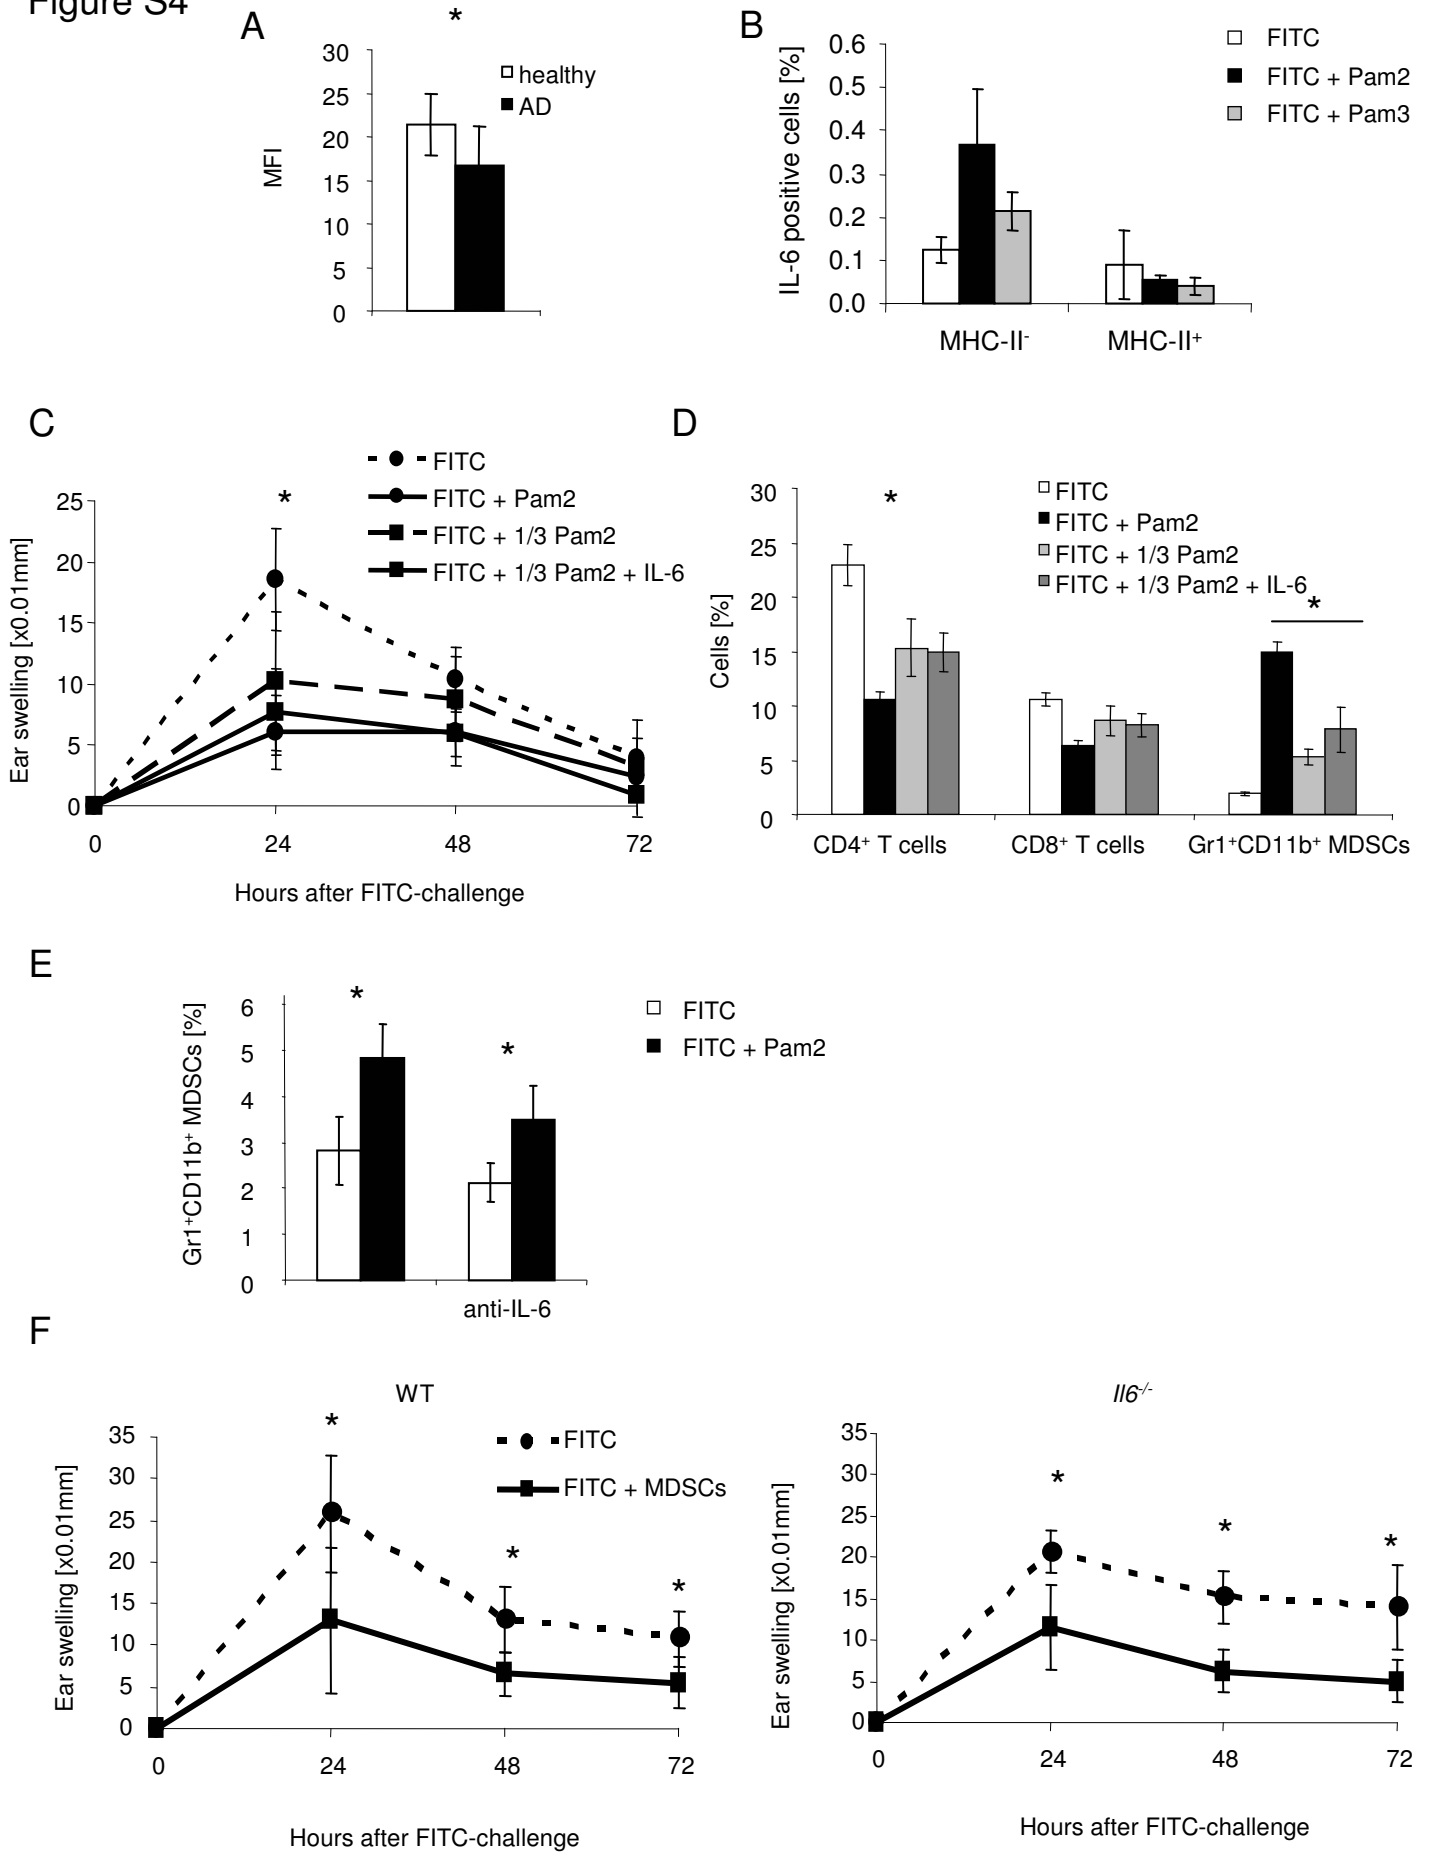 Figure S4
A
*
30
25
20
15
10
5
0
MFI
healthy
AD
B
0.6
0.5
0.4
0.3
0.2
0.1
0.0
IL-6 positive cells [%]
FITC
FITC + Pam2
FITC + Pam3
MHC-II⁻
MHC-II⁺
C
FITC
FITC + Pam2
FITC + 1/3 Pam2
FITC + 1/3 Pam2 + IL-6
*
25
20
15
10
5
0
Ear swelling [x0.01mm]
0 24 48 72
Hours after FITC-challenge
D
30
25
20
15
10
5
0
Cells [%]
*
FITC
FITC + Pam2
FITC + 1/3 Pam2
FITC + 1/3 Pam2 + IL-6
*
CD4⁺ T cells
CD8⁺ T cells
Gr1⁺CD11b⁺ MDSCs
E
6
5
4
3
2
1
0
Gr1⁺CD11b⁺ MDSCs [%]
*
*
FITC
FITC + Pam2
anti-IL-6
F
WT
*
*
*
FITC
FITC + MDSCs
35
30
25
20
15
10
5
0
Ear swelling [x0.01mm]
0 24 48 72
Hours after FITC-challenge
Il6⁻/⁻
35
30
25
20
15
10
5
0
Ear swelling [x0.01mm]
*
*
*
0 24 48 72
Hours after FITC-challenge